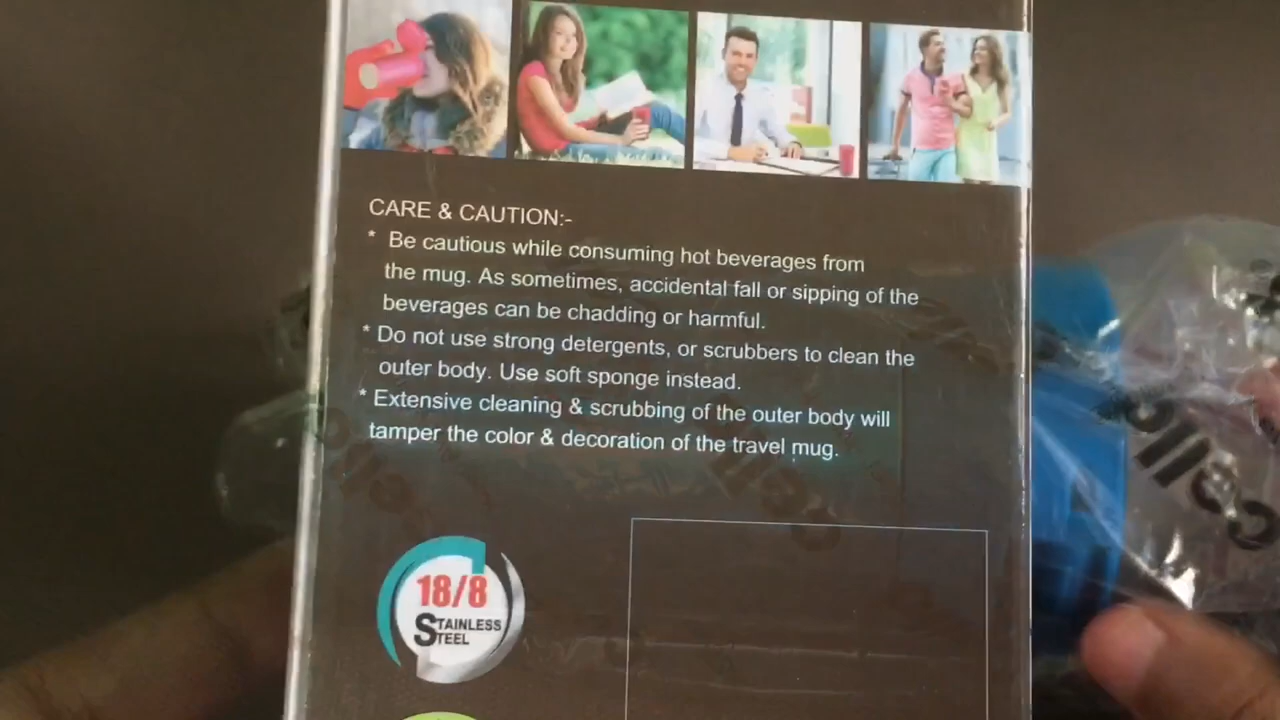 CARE & CAUTION:-
* Be cautious while consuming hot beverages from
the mug. As sometimes, accidental fall or sipping of the
beverages can be chadding or harmful.
* Do not use strong detergents, or scrubbers to clean the
outer body. Use soft sponge instead.
* Extensive cleaning & scrubbing of the outer body will
tamper the color & decoration of the travel mug.
18/8
STAINLESS
STEEL
cello